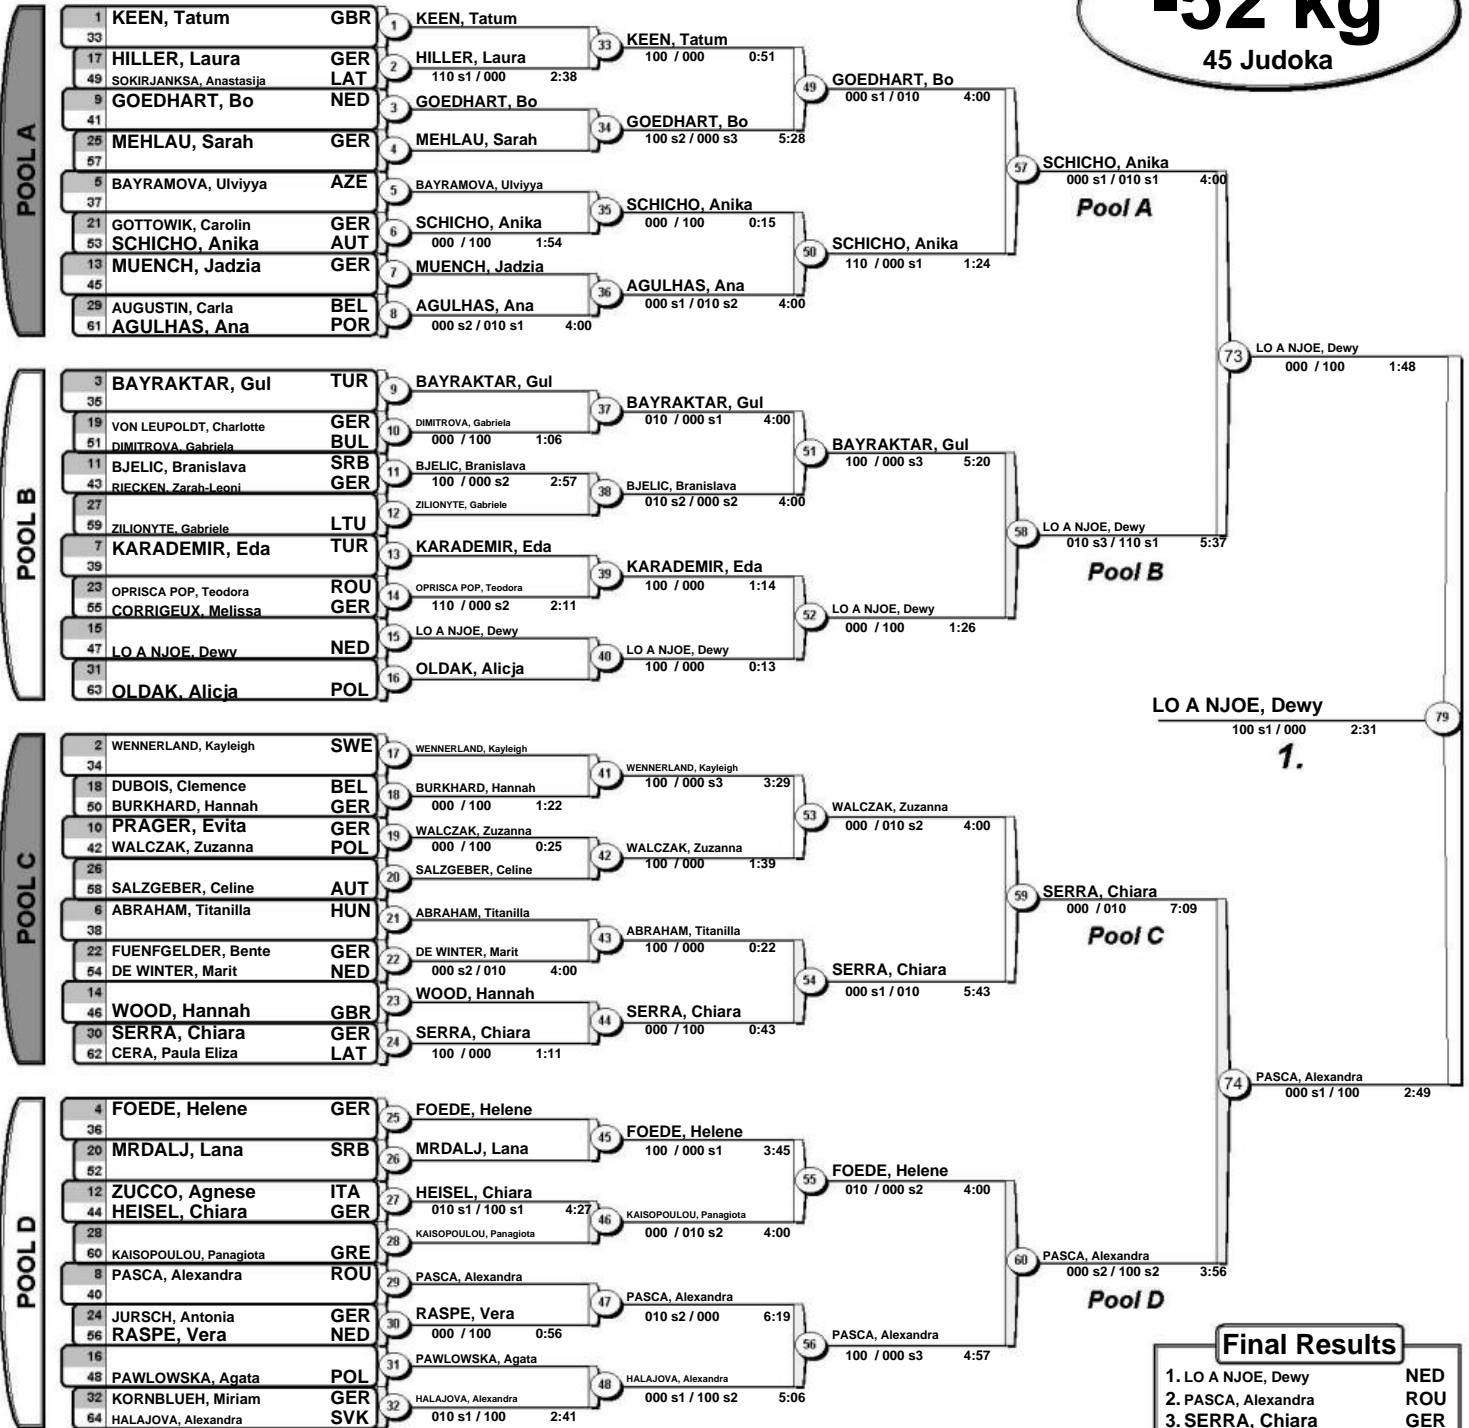 -52 kg
45 Judoka
POOL A
1 KEEN, Tatum GBR
33
17 HILLER, Laura GER
49 SOKIRJANKSA, Anastasija LAT
9 GOEDHART, Bo NED
41
25 MEHLAU, Sarah GER
57
5 BAYRAMOVA, Ulviyya AZE
37
21 GOTTOWIK, Carolin GER
53 SCHICHO, Anika AUT
13 MUENCH, Jadzia GER
45
29 AUGUSTIN, Carla BEL
61 AGULHAS, Ana POR
1 KEEN, Tatum
2 HILLER, Laura
110 s1 / 000 2:38
3 GOEDHART, Bo
4 MEHLAU, Sarah
5 BAYRAMOVA, Ulviyya
6 SCHICHO, Anika
000 / 100 1:54
7 MUENCH, Jadzia
8 AGULHAS, Ana
000 s2 / 010 s1 4:00
33 KEEN, Tatum
100 / 000 0:51
34 GOEDHART, Bo
100 s2 / 000 s3 5:28
35 SCHICHO, Anika
000 / 100 0:15
36 AGULHAS, Ana
000 s1 / 010 s2 4:00
49 GOEDHART, Bo
000 s1 / 010 4:00
50 SCHICHO, Anika
110 / 000 s1 1:24
57 SCHICHO, Anika
000 s1 / 010 s1 4:00
Pool A
POOL B
3 BAYRAKTAR, Gul TUR
35
19 VON LEUPOLDT, Charlotte GER
51 DIMITROVA, Gabriela BUL
11 BJELIC, Branislava SRB
43 RIECKEN, Zarah-Leoni GER
27
59 ZILIONYTE, Gabriele LTU
7 KARADEMIR, Eda TUR
39
23 OPRISCA POP, Teodora ROU
55 CORRIGEUX, Melissa GER
15
47 LO A NJOE, Dewy NED
31
63 OLDAK, Alicja POL
9 BAYRAKTAR, Gul
10 DIMITROVA, Gabriela
000 / 100 1:06
11 BJELIC, Branislava
100 / 000 s2 2:57
12 ZILIONYTE, Gabriele
13 KARADEMIR, Eda
14 OPRISCA POP, Teodora
110 / 000 s2 2:11
15 LO A NJOE, Dewy
16 OLDAK, Alicja
37 BAYRAKTAR, Gul
010 / 000 s1 4:00
38 BJELIC, Branislava
010 s2 / 000 s2 4:00
39 KARADEMIR, Eda
100 / 000 1:14
40 LO A NJOE, Dewy
100 / 000 0:13
51 BAYRAKTAR, Gul
100 / 000 s3 5:20
52 LO A NJOE, Dewy
000 / 100 1:26
58 LO A NJOE, Dewy
010 s3 / 110 s1 5:37
Pool B
73 LO A NJOE, Dewy
000 / 100 1:48
LO A NJOE, Dewy 79
100 s1 / 000 2:31
1.
POOL C
2 WENNERLAND, Kayleigh SWE
34
18 DUBOIS, Clemence BEL
50 BURKHARD, Hannah GER
10 PRAGER, Evita GER
42 WALCZAK, Zuzanna POL
26
58 SALZGEBER, Celine AUT
6 ABRAHAM, Titanilla HUN
38
22 FUENFGELDER, Bente GER
54 DE WINTER, Marit NED
14
46 WOOD, Hannah GBR
30 SERRA, Chiara GER
62 CERA, Paula Eliza LAT
17 WENNERLAND, Kayleigh
18 BURKHARD, Hannah
000 / 100 1:22
19 WALCZAK, Zuzanna
000 / 100 0:25
20 SALZGEBER, Celine
21 ABRAHAM, Titanilla
22 DE WINTER, Marit
000 s2 / 010 4:00
23 WOOD, Hannah
24 SERRA, Chiara
100 / 000 1:11
41 WENNERLAND, Kayleigh
100 / 000 s3 3:29
42 WALCZAK, Zuzanna
100 / 000 1:39
43 ABRAHAM, Titanilla
100 / 000 0:22
44 SERRA, Chiara
000 / 100 0:43
53 WALCZAK, Zuzanna
000 / 010 s2 4:00
54 SERRA, Chiara
000 s1 / 010 5:43
59 SERRA, Chiara
000 / 010 7:09
Pool C
POOL D
4 FOEDE, Helene GER
36
20 MRDALJ, Lana SRB
52
12 ZUCCO, Agnese ITA
44 HEISEL, Chiara GER
28
60 KAISOPOULOU, Panagiota GRE
8 PASCA, Alexandra ROU
40
24 JURSCH, Antonia GER
56 RASPE, Vera NED
16
48 PAWLOWSKA, Agata POL
32 KORNBLUEH, Miriam GER
64 HALAJOVA, Alexandra SVK
25 FOEDE, Helene
26 MRDALJ, Lana
27 HEISEL, Chiara
010 s1 / 100 s1 4:27
28 KAISOPOULOU, Panagiota
29 PASCA, Alexandra
30 RASPE, Vera
000 / 100 0:56
31 PAWLOWSKA, Agata
32 HALAJOVA, Alexandra
010 s1 / 100 2:41
45 FOEDE, Helene
100 / 000 s1 3:45
46 KAISOPOULOU, Panagiota
000 / 010 s2 4:00
47 PASCA, Alexandra
010 s2 / 000 6:19
48 HALAJOVA, Alexandra
000 s1 / 100 s2 5:06
55 FOEDE, Helene
010 / 000 s2 4:00
56 PASCA, Alexandra
100 / 000 s3 4:57
60 PASCA, Alexandra
000 s2 / 100 s2 3:56
Pool D
74 PASCA, Alexandra
000 s1 / 100 2:49
Final Results
1. LO A NJOE, Dewy NED
2. PASCA, Alexandra ROU
3. SERRA, Chiara GER